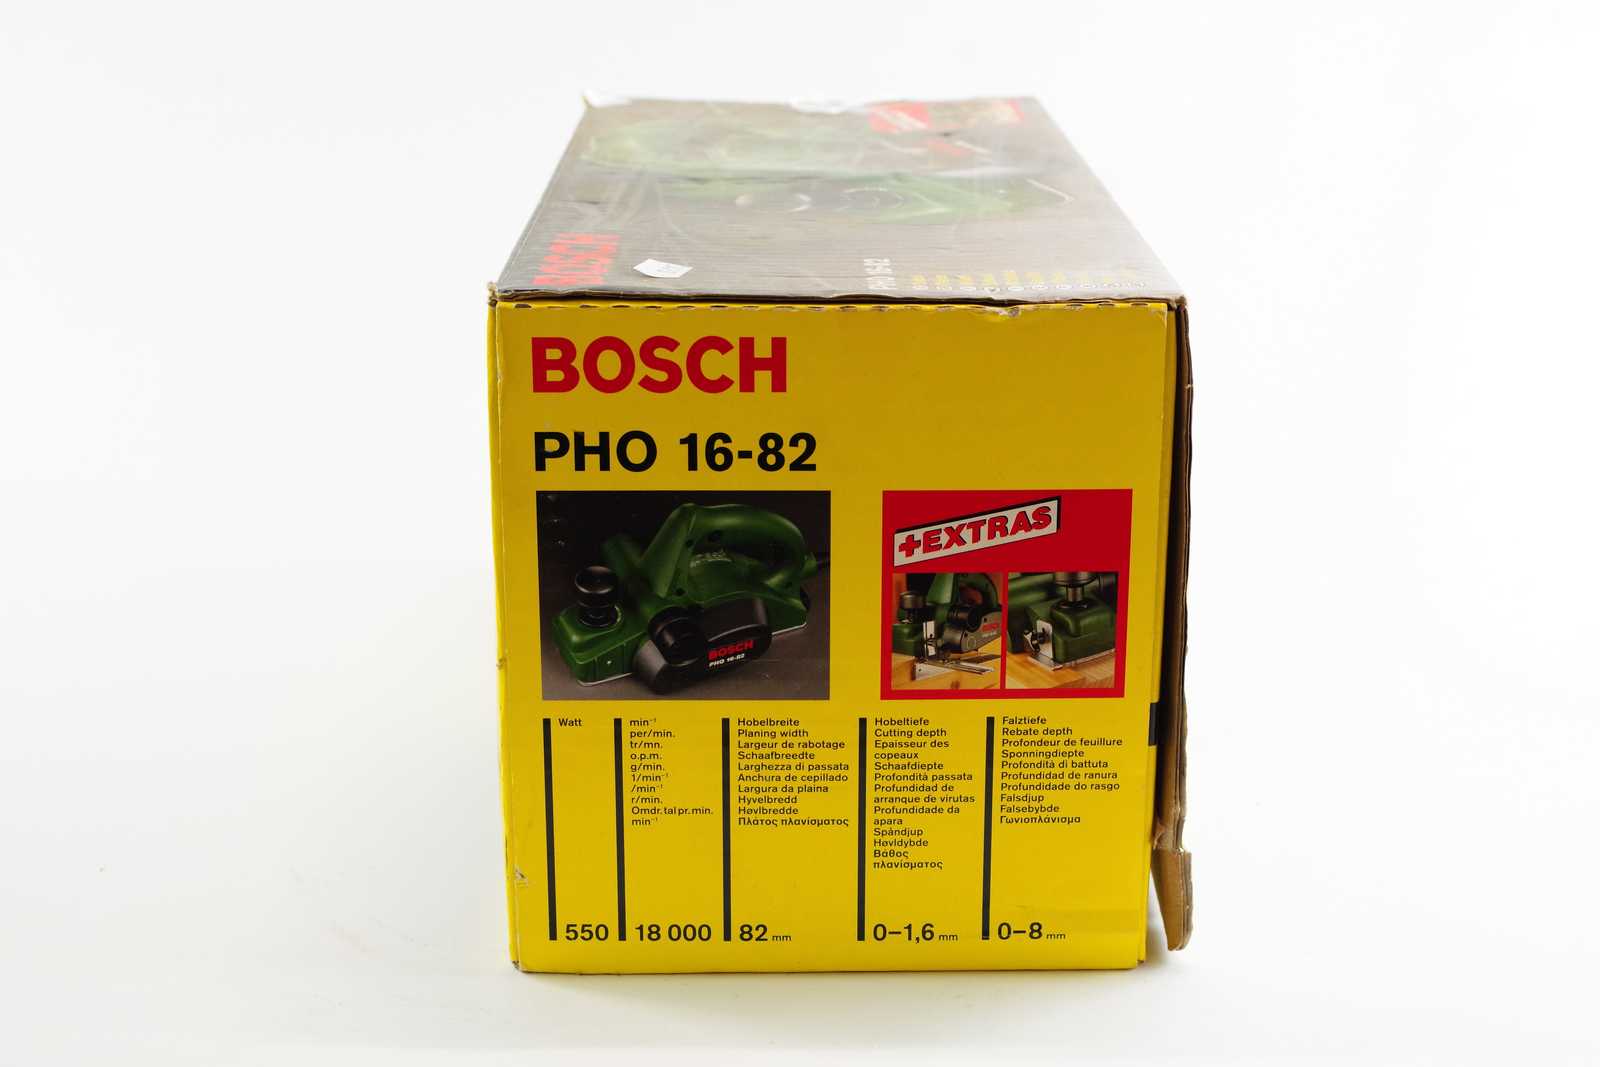 BOSCH
PHO 16-82
BOSCH
PHO 16-82
BOSCH
PHO 16-82
+EXTRAS
Watt
550
min⁻¹
per/min.
tr/mn.
o.p.m.
g/min.
1/min⁻¹
/min⁻¹
r/min.
Omdr.tal pr. min.
min⁻¹
18 000
Hobelbreite
Planing width
Largeur de rabotage
Schaafbreedte
Larghezza di passata
Anchura de cepillado
Largura da plaina
Hyvelbredd
Høvlbredde
Πλάτος πλανίσματος
82 mm
Hobeltiefe
Cutting depth
Epaisseur des
copeaux
Schaafdiepte
Profondità passata
Profundidad de
arranque de virutas
Profundidade da
apara
Spåndjup
Høvldybde
Βάθος
πλανίσματος
0–1,6 mm
Falztiefe
Rebate depth
Profondeur de feuillure
Sponningdiepte
Profondità di battuta
Profundidad de ranura
Profundidade do rasgo
Falsdjup
Falsebybde
Γωνιοπλάνισμα
0–8 mm